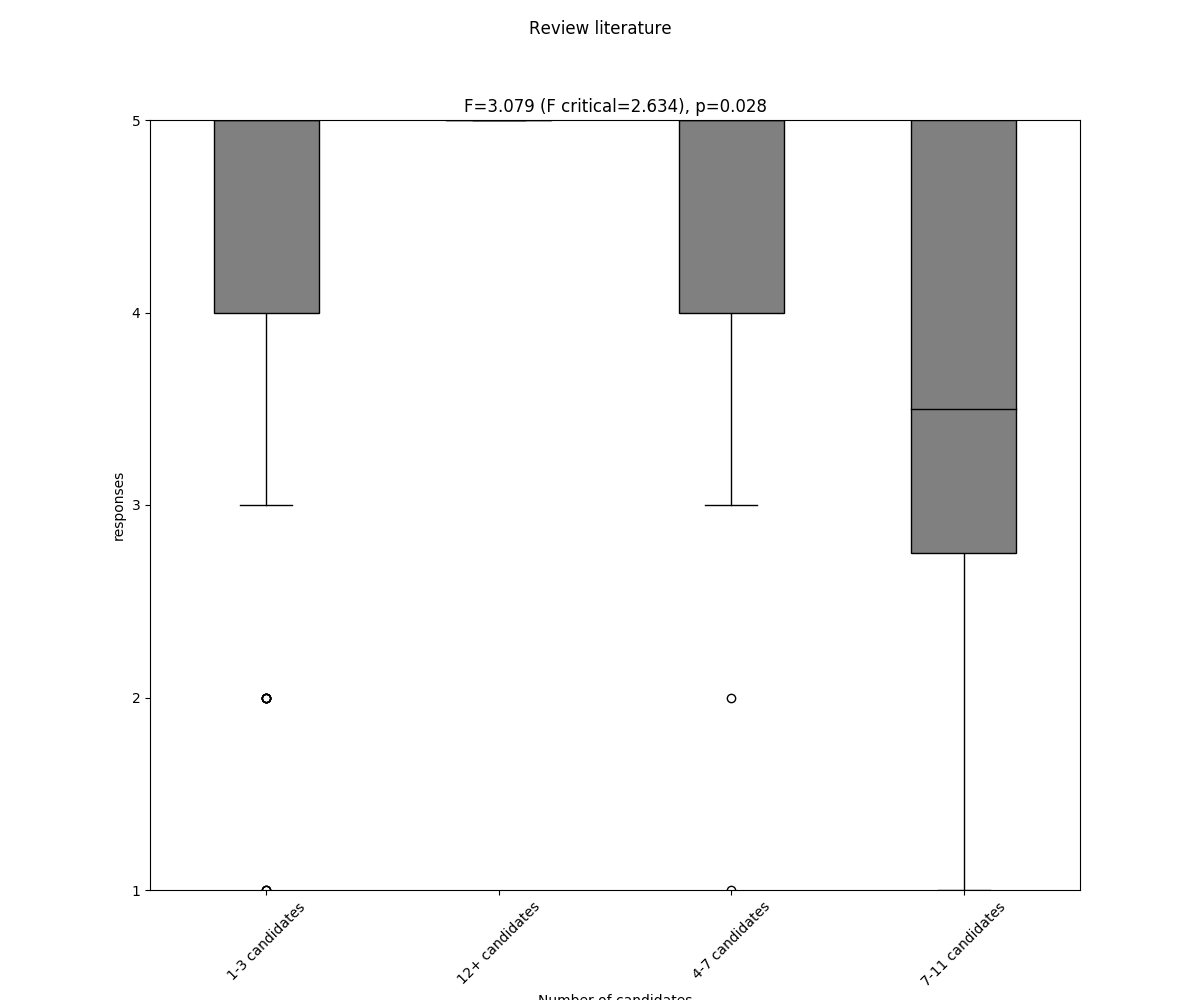 Review literature
F=3.079 (F critical=2.634), p=0.028
5
4
3
2
1
responses
1-3 candidates
12+ candidates
4-7 candidates
7-11 candidates
Number of candidates